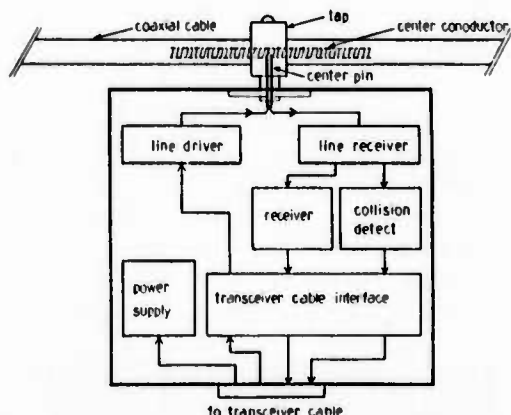 coaxial cable
tap
center conductor
center pin
line driver
line receiver
receiver
collision
detect
power
supply
transceiver cable interface
to transceiver cable